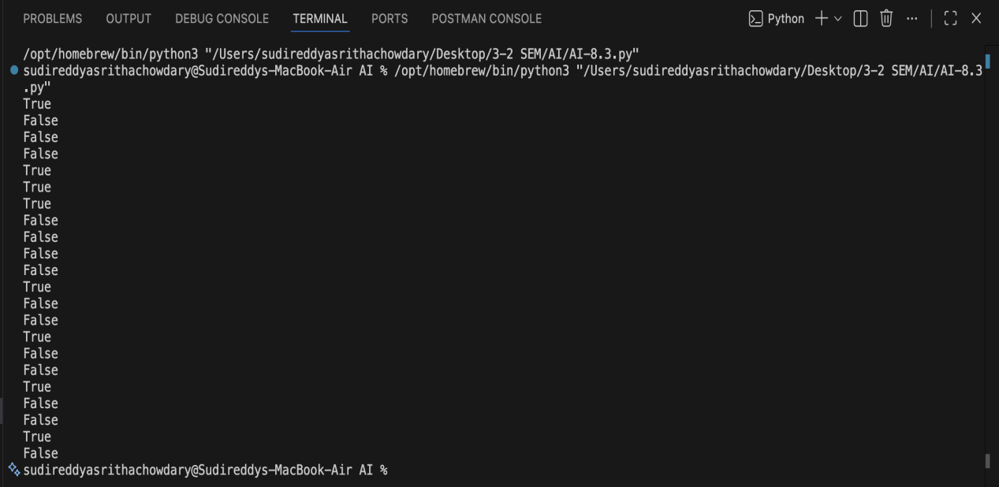 PROBLEMS OUTPUT DEBUG CONSOLE TERMINAL PORTS POSTMAN CONSOLE Python
/opt/homebrew/bin/python3 "/Users/sudireddyasrithachowdary/Desktop/3-2 SEM/AI/AI-8.3.py"
sudireddyasrithachowdary@Sudireddys-MacBook-Air AI % /opt/homebrew/bin/python3 "/Users/sudireddyasrithachowdary/Desktop/3-2 SEM/AI/AI-8.3
.py"
True
False
False
False
True
True
True
False
False
False
False
True
False
False
True
False
False
True
False
False
True
False
sudireddyasrithachowdary@Sudireddys-MacBook-Air AI %